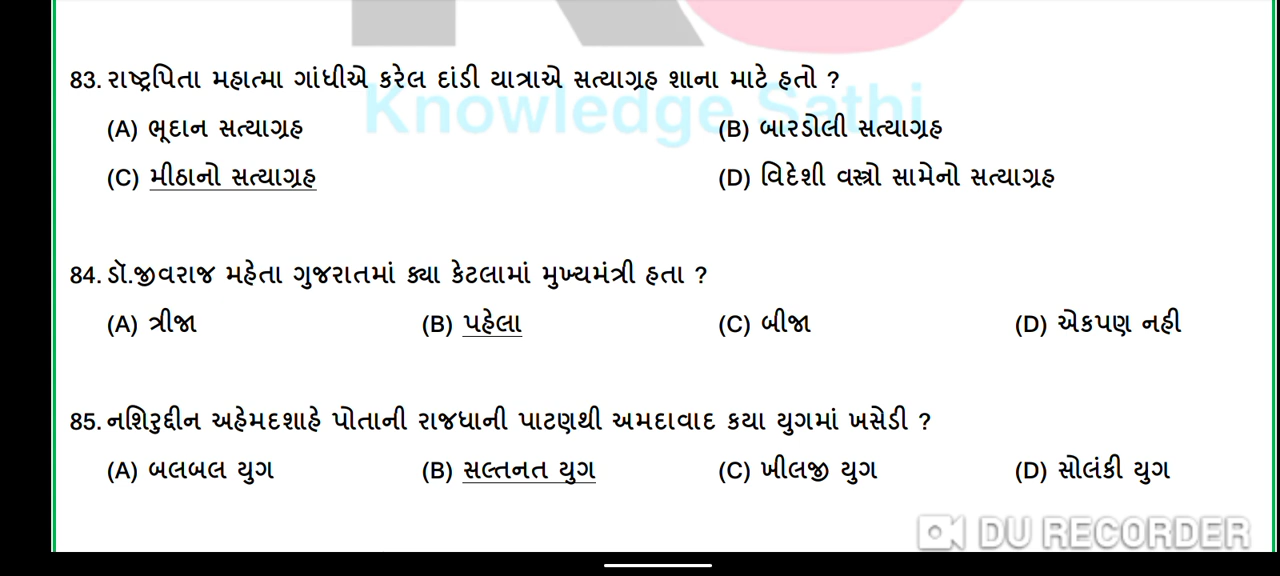 83. રાષ્ટ્રપિતા મહાત્મા ગાંધીએ કરેલ દાંડી યાત્રાએ સત્યાગ્રહ શાના માટે હતો ?
Knowledge Sathi
(A) ભૂદાન સત્યાગ્રહ (B) બારડોલી સત્યાગ્રહ
(C) મીઠાનો સત્યાગ્રહ (D) વિદેશી વસ્ત્રો સામેનો સત્યાગ્રહ
84. ડૉ.જીવરાજ મહેતા ગુજરાતમાં ક્યા કેટલામાં મુખ્યમંત્રી હતા ?
(A) ત્રીજા (B) પહેલા (C) બીજા (D) એકપણ નહી
85. નશિરુદ્દીન અહેમદશાહે પોતાની રાજધાની પાટણથી અમદાવાદ કયા યુગમાં ખસેડી ?
(A) બલબલ યુગ (B) સલ્તનત યુગ (C) ખીલજી યુગ (D) સોલંકી યુગ
DU RECORDER